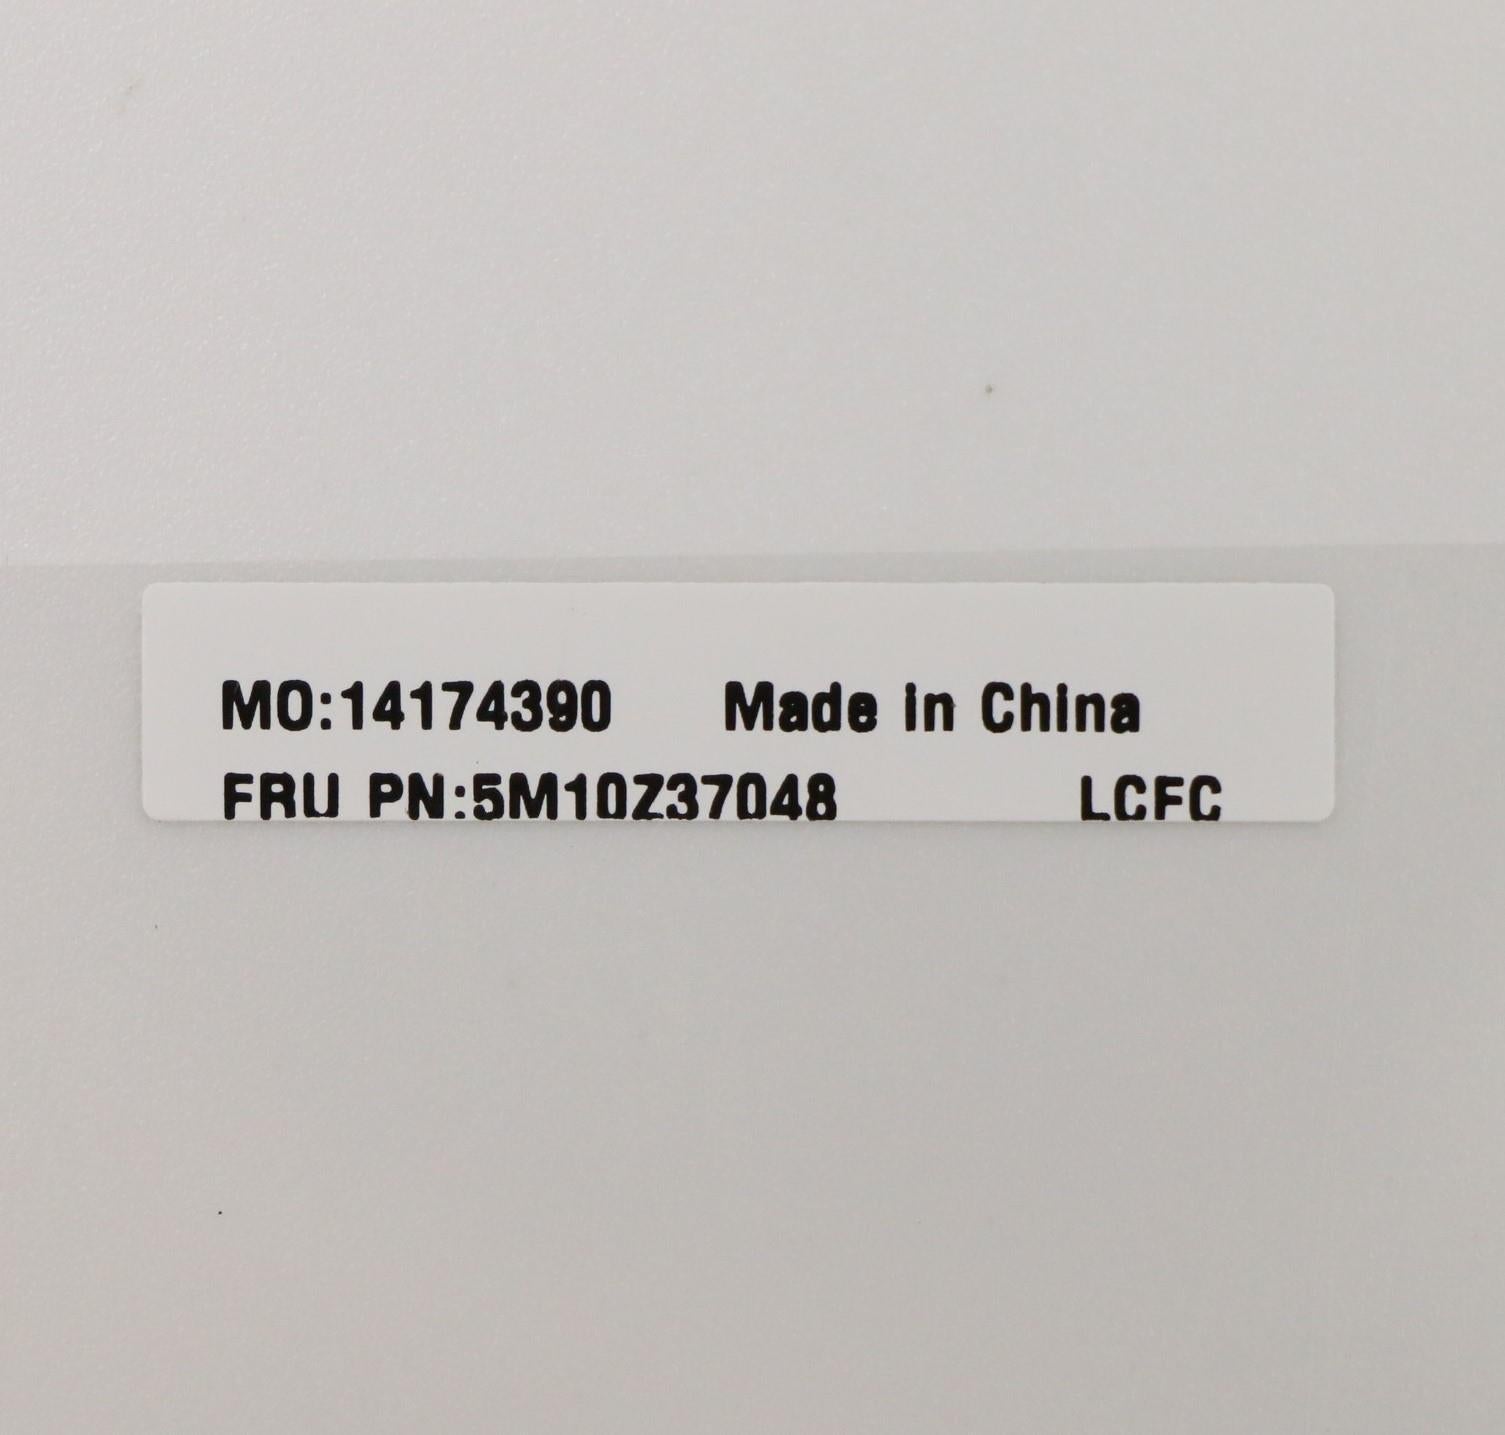 MO:14174390 Made in China
FRU PN:5M10Z37048 LCFC